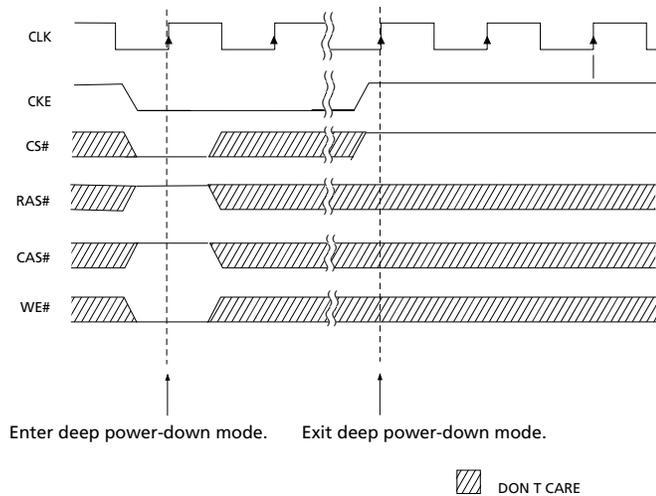 CLK
CKE
CS#
RAS#
CAS#
WE#
Enter deep power-down mode.
Exit deep power-down mode.
DON T CARE